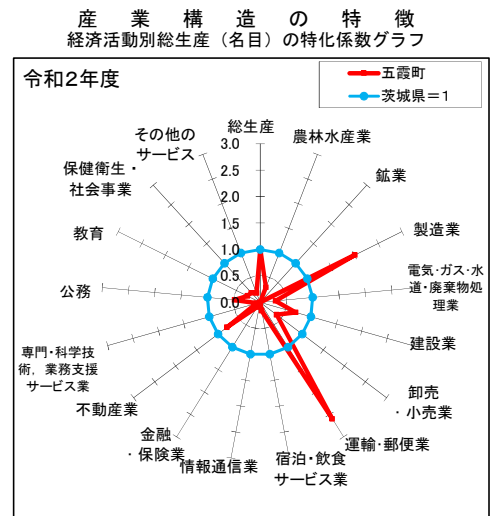 産業構造の特徴
経済活動別総生産（名目）の特化係数グラフ
令和2年度
五霞町
茨城県＝1
総生産
農林水産業
鉱業
製造業
電気･ガス･水
道･廃棄物処
理業
建設業
卸売
・小売業
運輸･郵便業
宿泊・飲食
サービス業
情報通信業
金融
・保険業
不動産業
専門・科学技
術，業務支援
サービス業
公務
教育
保健衛生・
社会事業
その他の
サービス
3.0
2.5
2.0
1.5
1.0
0.5
0.0